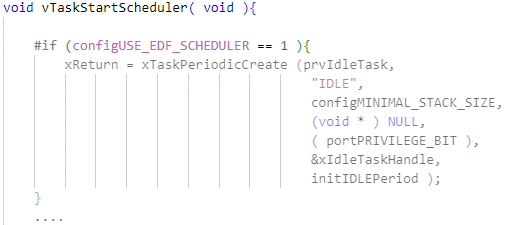 void vTaskStartScheduler( void ){
#if (configUSE_EDF_SCHEDULER == 1 ){
xReturn = xTaskPeriodicCreate (prvIdleTask,
"IDLE",
configMINIMAL_STACK_SIZE,
(void * ) NULL,
( portPRIVILEGE_BIT ),
&xIdleTaskHandle,
initIDLEPeriod );
}
....